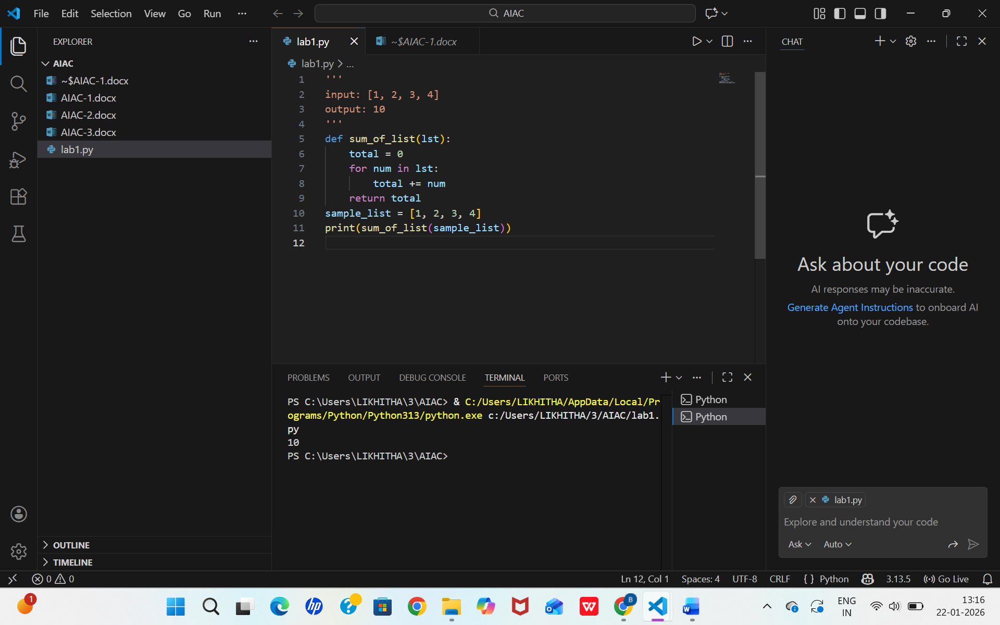 File Edit Selection View Go Run ···
AIAC
EXPLORER
AIAC
~$AIAC-1.docx
AIAC-1.docx
AIAC-2.docx
AIAC-3.docx
lab1.py
OUTLINE
TIMELINE
lab1.py
~$AIAC-1.docx
lab1.py > ...
1 '''
2 input: [1, 2, 3, 4]
3 output: 10
4 '''
5 def sum_of_list(lst):
6     total = 0
7     for num in lst:
8         total += num
9     return total
10 sample_list = [1, 2, 3, 4]
11 print(sum_of_list(sample_list))
12
PROBLEMS OUTPUT DEBUG CONSOLE TERMINAL PORTS
PS C:\Users\LIKHITHA\3\AIAC> & C:/Users/LIKHITHA/AppData/Local/Pr
ograms/Python/Python313/python.exe c:/Users/LIKHITHA/3/AIAC/lab1.
py
10
PS C:\Users\LIKHITHA\3\AIAC>
Python
Python
CHAT
Ask about your code
AI responses may be inaccurate.
Generate Agent Instructions to onboard AI
onto your codebase.
lab1.py
Explore and understand your code
Ask Auto
0 0
Ln 12, Col 1 Spaces: 4 UTF-8 CRLF { } Python 3.13.5 Go Live
1
hp
?
B
W
W
ENG
IN
13:16
22-01-2026